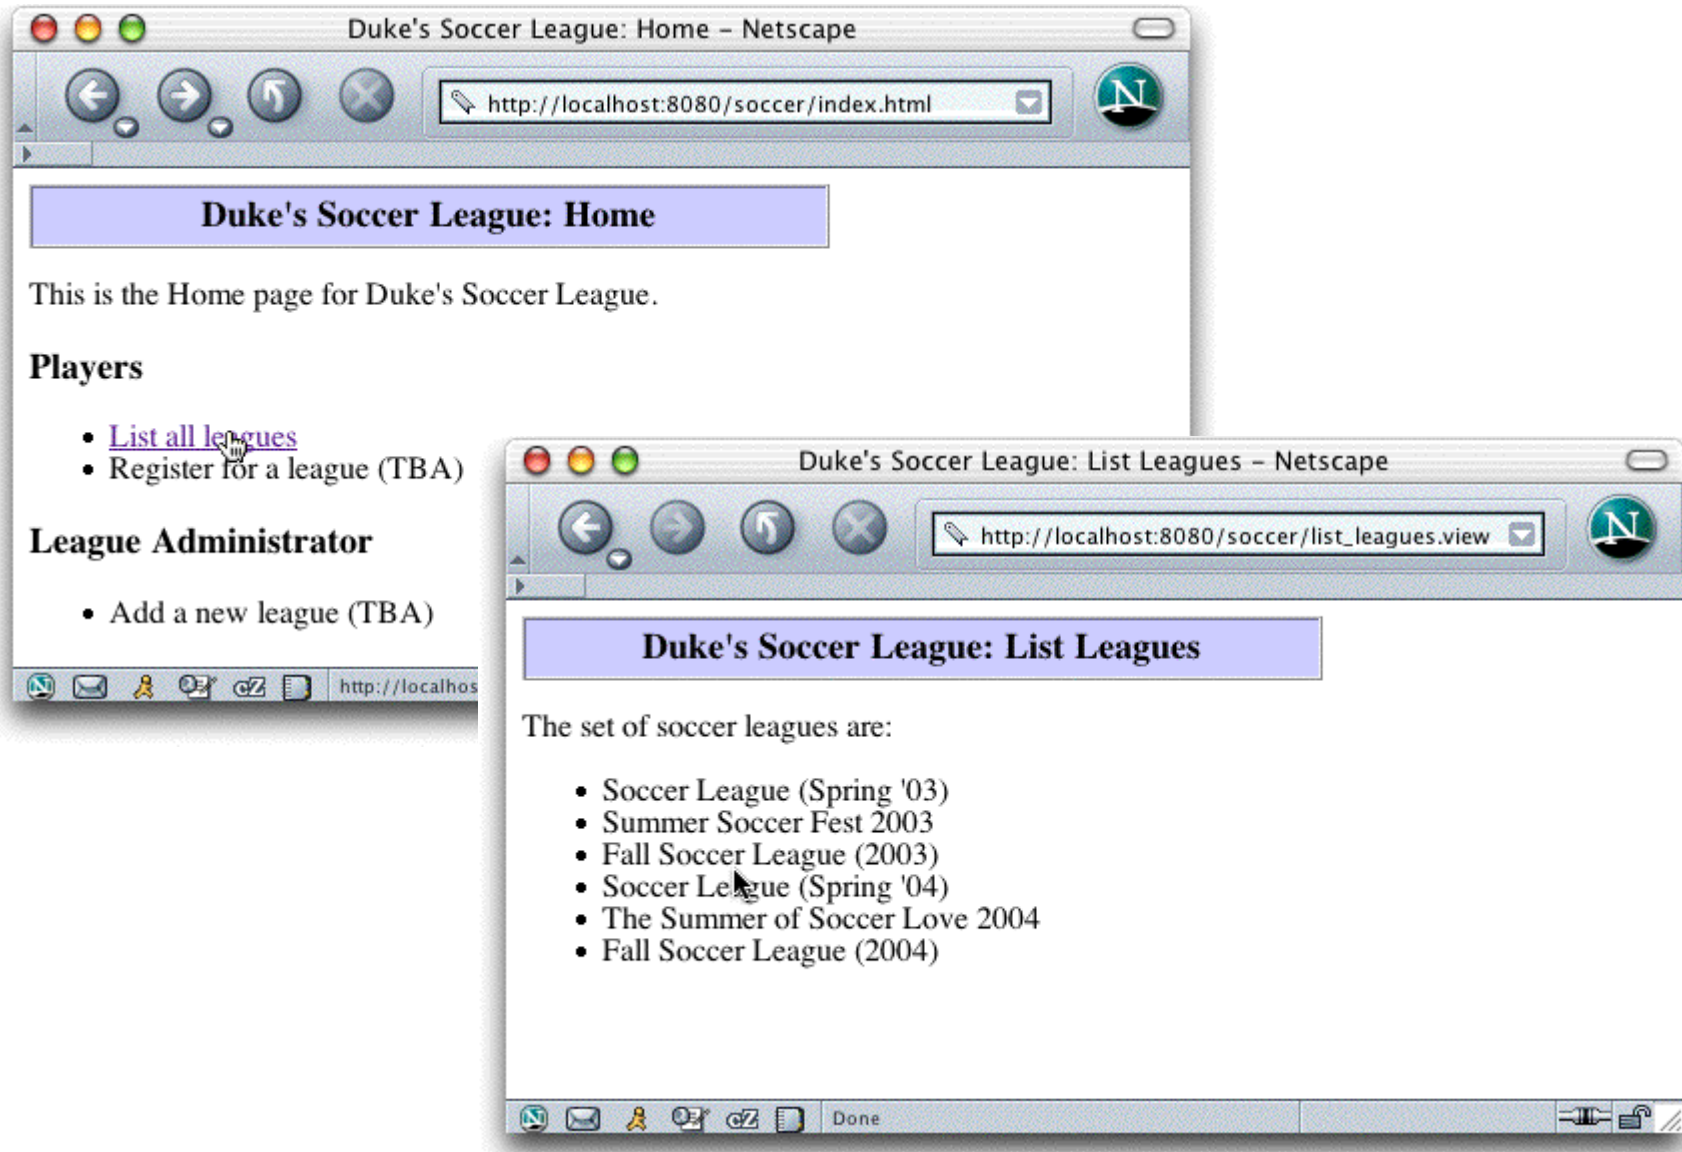 Duke's Soccer League: Home – Netscape
http://localhost:8080/soccer/index.html
N
Duke's Soccer League: Home
This is the Home page for Duke's Soccer League.
Players
• List all leagues
• Register for a league (TBA)
League Administrator
• Add a new league (TBA)
http://localhos
Duke's Soccer League: List Leagues – Netscape
http://localhost:8080/soccer/list_leagues.view
N
Duke's Soccer League: List Leagues
The set of soccer leagues are:
• Soccer League (Spring '03)
• Summer Soccer Fest 2003
• Fall Soccer League (2003)
• Soccer League (Spring '04)
• The Summer of Soccer Love 2004
• Fall Soccer League (2004)
Done